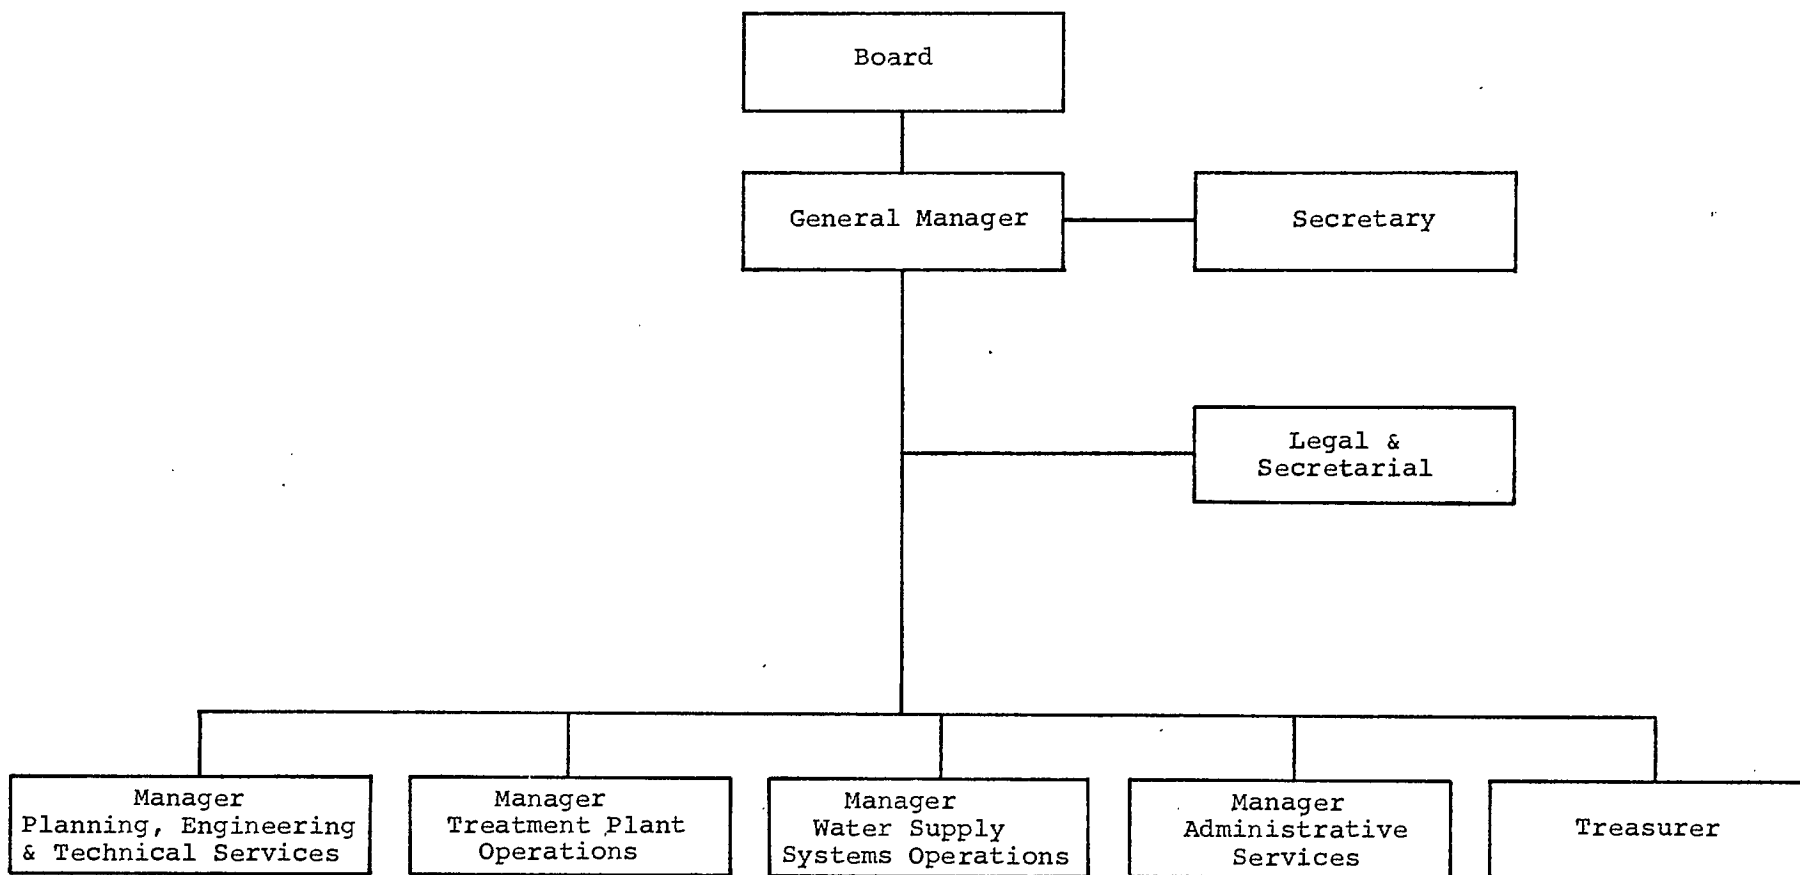 Board
General Manager
Secretary
Legal &
Secretarial
Manager
Planning, Engineering
& Technical Services
Manager
Treatment Plant
Operations
Manager
Water Supply
Systems Operations
Manager
Administrative
Services
Treasurer